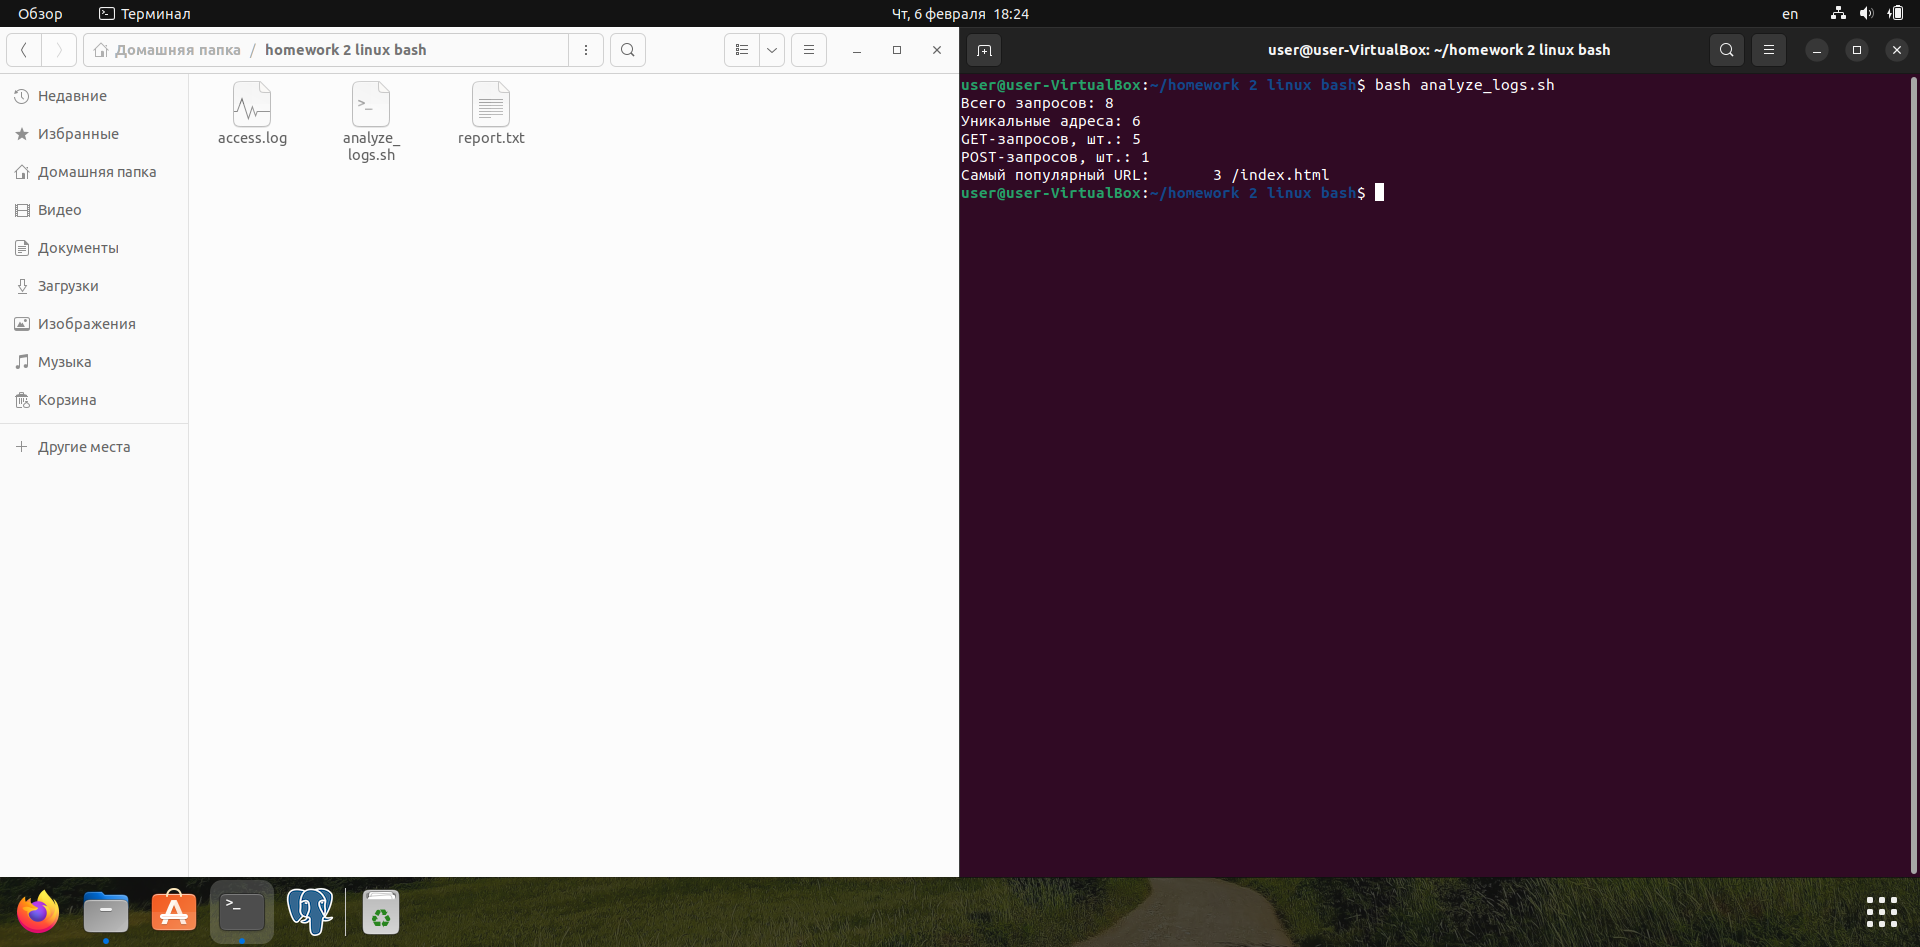 Обзор
Терминал
Чт, 6 февраля 18:24
en
Домашняя папка / homework 2 linux bash
Недавние
Избранные
Домашняя папка
Видео
Документы
Загрузки
Изображения
Музыка
Корзина
Другие места
access.log
analyze_
logs.sh
report.txt
user@user-VirtualBox: ~/homework 2 linux bash
user@user-VirtualBox:~/homework 2 linux bash$ bash analyze_logs.sh
Всего запросов: 8
Уникальные адреса: 6
GET-запросов, шт.: 5
POST-запросов, шт.: 1
Самый популярный URL:       3 /index.html
user@user-VirtualBox:~/homework 2 linux bash$